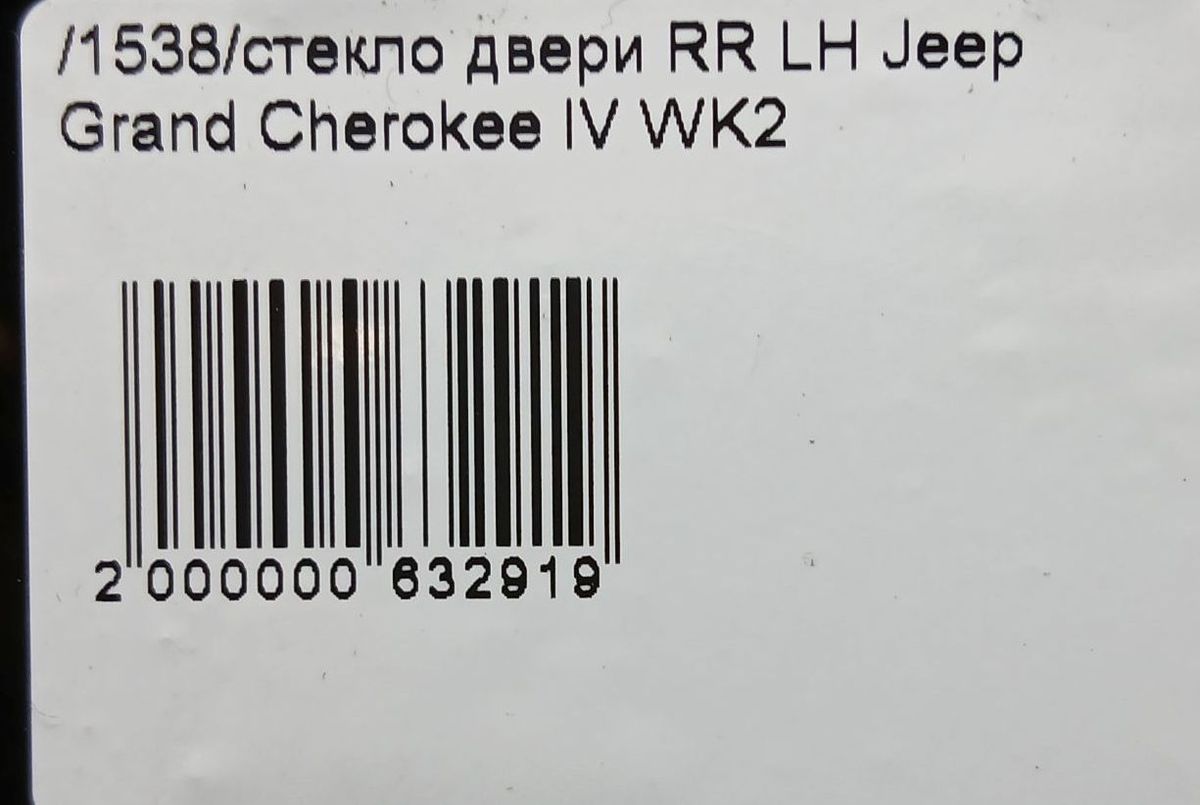 /1538/стекло двери RR LH Jeep
Grand Cherokee IV WK2
2 000000 632919